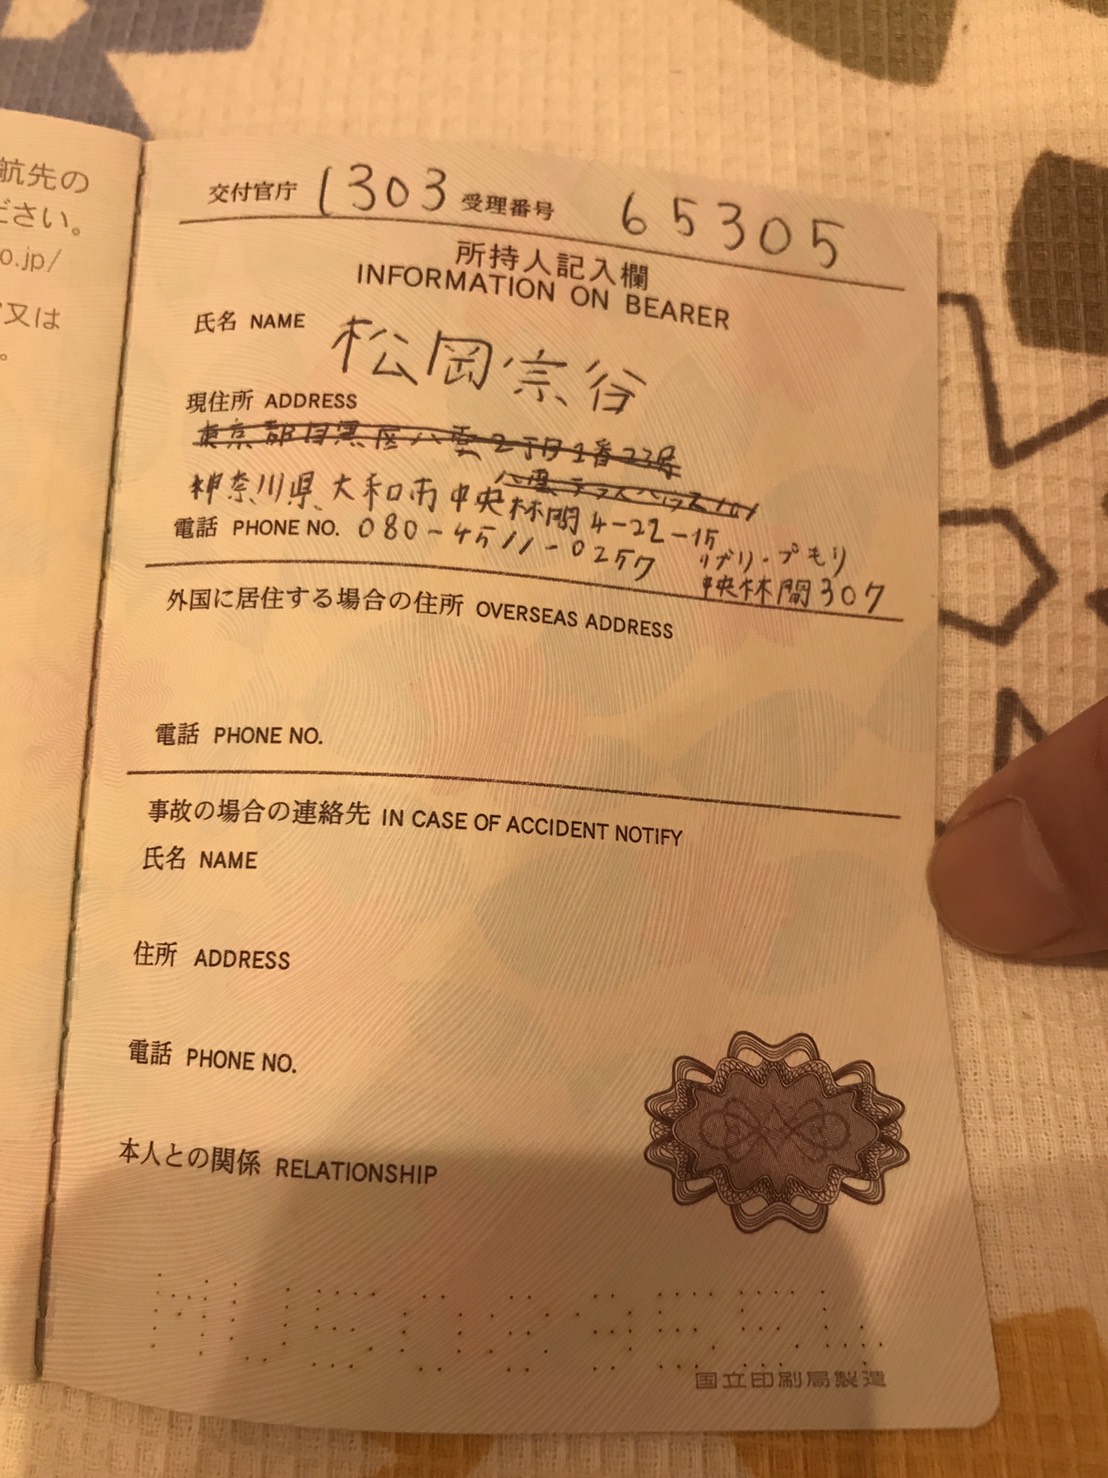 航先の
ださい。
o.jp/
又は
。
交付官庁 1303 受理番号 65305
所持人記入欄
INFORMATION ON BEARER
氏名 NAME 松岡宗谷
現住所 ADDRESS
東京都目黒区八雲2丁目1番23号
八雲テラスハウス101
神奈川県大和市中央林間4-22-15
リブリ・プもり
中央林間307
電話 PHONE NO. 080-4511-0257
外国に居住する場合の住所 OVERSEAS ADDRESS
電話 PHONE NO.
事故の場合の連絡先 IN CASE OF ACCIDENT NOTIFY
氏名 NAME
住所 ADDRESS
電話 PHONE NO.
本人との関係 RELATIONSHIP
国立印刷局製造